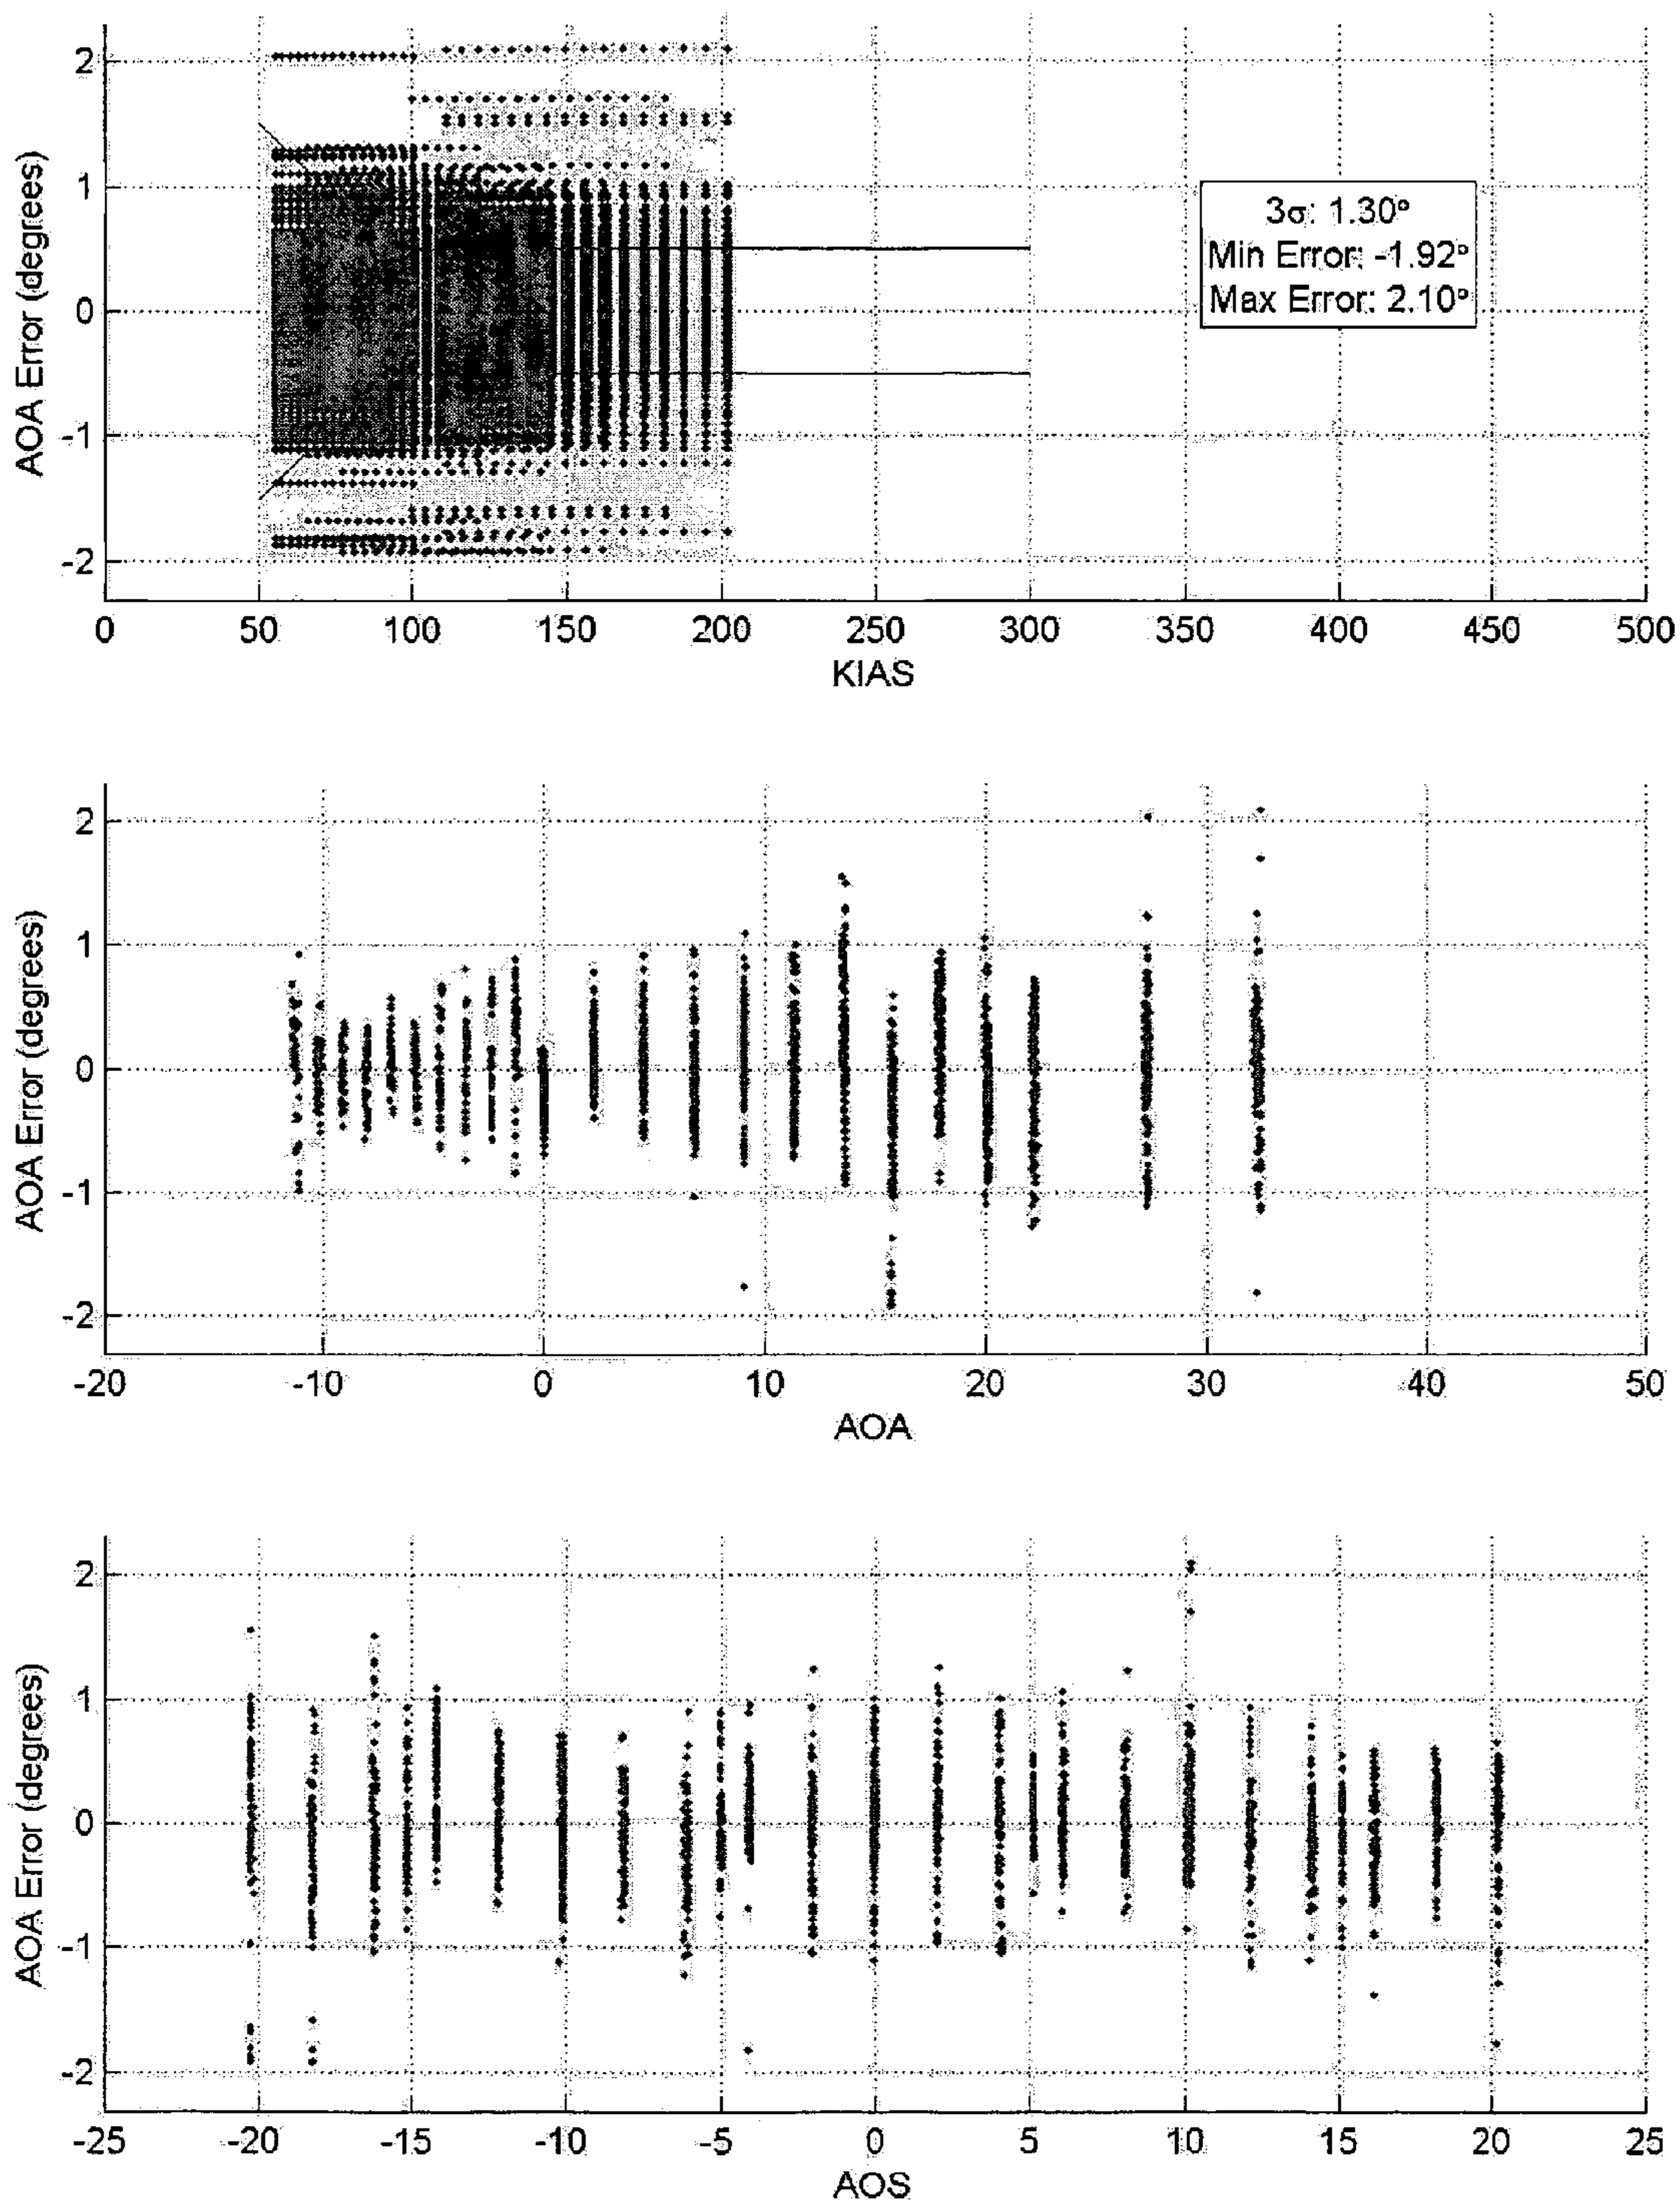 AOA Error (degrees)
2
1
0
-1
-2
3σ: 1.30°
Min Error: -1.92°
Max Error: 2.10°
0 50 100 150 200 250 300 350 400 450 500
KIAS
AOA Error (degrees)
2
1
0
-1
-2
-20 -10 0 10 20 30 40 50
AOA
AOA Error (degrees)
2
1
0
-1
-2
-25 -20 -15 -10 -5 0 5 10 15 20 25
AOS